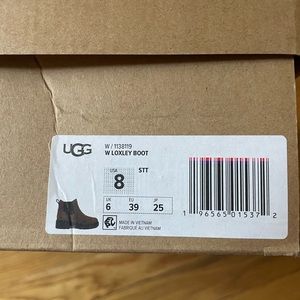 UGG
W / 1138119
W LOXLEY BOOT
USA
8
STT
UK EU JP
6 39 25
MADE IN VIETNAM
FABRIQUÉ AU VIETNAM
1 96565 01537 2